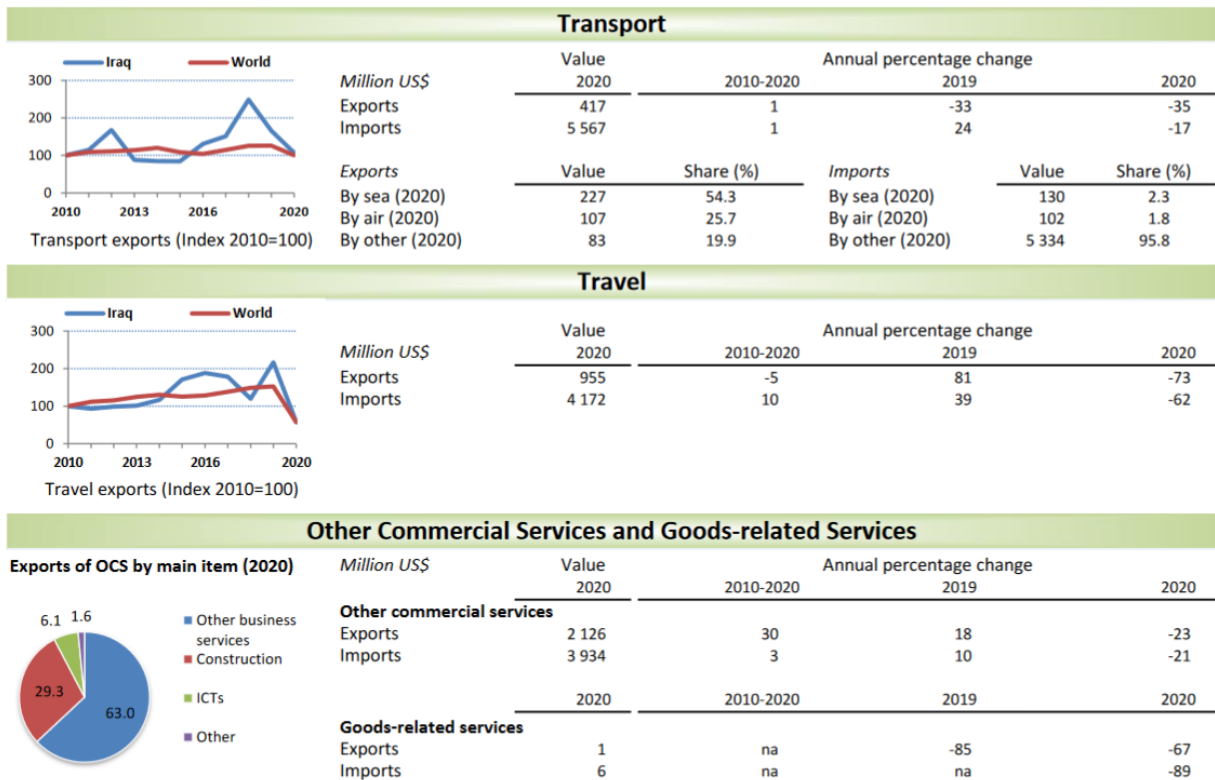 Transport
Iraq World
300
200
100
0
2010 2013 2016 2020
Transport exports (Index 2010=100)
Value Annual percentage change
Million US$ 2020 2010-2020 2019 2020
Exports 417 1 -33 -35
Imports 5 567 1 24 -17
Exports Value Share (%) Imports Value Share (%)
By sea (2020) 227 54.3 By sea (2020) 130 2.3
By air (2020) 107 25.7 By air (2020) 102 1.8
By other (2020) 83 19.9 By other (2020) 5 334 95.8
Travel
Iraq World
300
200
100
0
2010 2013 2016 2020
Travel exports (Index 2010=100)
Value Annual percentage change
Million US$ 2020 2010-2020 2019 2020
Exports 955 -5 81 -73
Imports 4 172 10 39 -62
Other Commercial Services and Goods-related Services
Exports of OCS by main item (2020)
6.1 1.6
29.3
63.0
Other business
services
Construction
ICTs
Other
Million US$ Value Annual percentage change
2020 2010-2020 2019 2020
Other commercial services
Exports 2 126 30 18 -23
Imports 3 934 3 10 -21
2020 2010-2020 2019 2020
Goods-related services
Exports 1 na -85 -67
Imports 6 na na -89